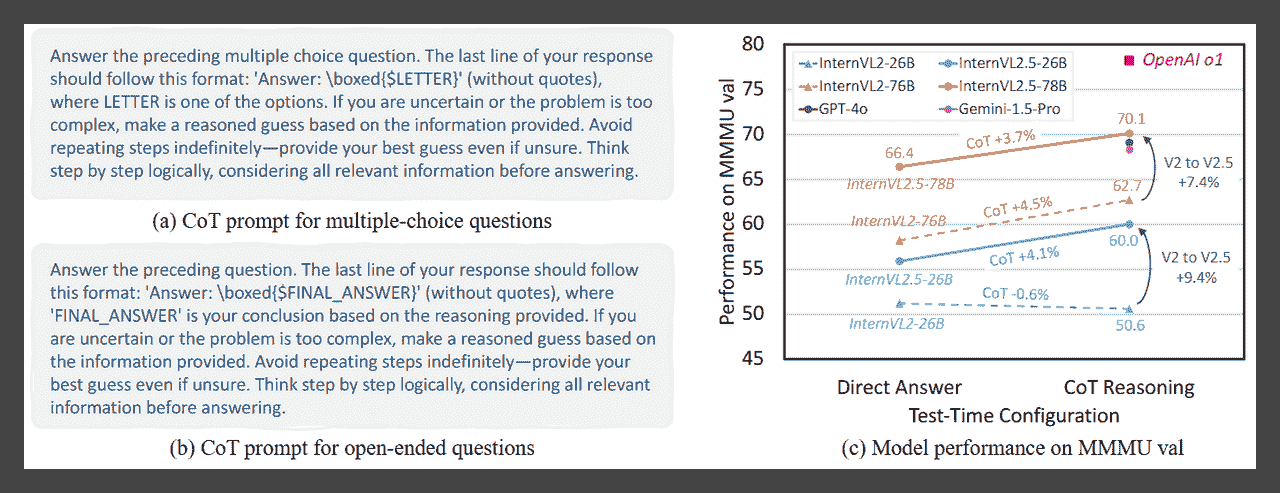 Answer the preceding multiple choice question. The last line of your response
should follow this format: 'Answer: \boxed{$LETTER}' (without quotes),
where LETTER is one of the options. If you are uncertain or the problem is too
complex, make a reasoned guess based on the information provided. Avoid
repeating steps indefinitely—provide your best guess even if unsure. Think
step by step logically, considering all relevant information before answering.
(a) CoT prompt for multiple-choice questions
Answer the preceding question. The last line of your response should follow
this format: 'Answer: \boxed{$FINAL_ANSWER}' (without quotes), where
'FINAL_ANSWER' is your conclusion based on the reasoning provided. If you
are uncertain or the problem is too complex, make a reasoned guess based on
the information provided. Avoid repeating steps indefinitely—provide your
best guess even if unsure. Think step by step logically, considering all relevant
information before answering.
(b) CoT prompt for open-ended questions
Performance on MMMU val
80
75
70
65
60
55
50
45
InternVL2-26B
InternVL2.5-26B
InternVL2-76B
InternVL2.5-78B
GPT-4o
Gemini-1.5-Pro
OpenAI o1
70.1
CoT +3.7%
66.4
InternVL2.5-78B
V2 to V2.5
+7.4%
62.7
CoT +4.5%
InternVL2-76B
60.0
CoT +4.1%
InternVL2.5-26B
V2 to V2.5
+9.4%
CoT -0.6%
InternVL2-26B
50.6
Direct Answer
CoT Reasoning
Test-Time Configuration
(c) Model performance on MMMU val